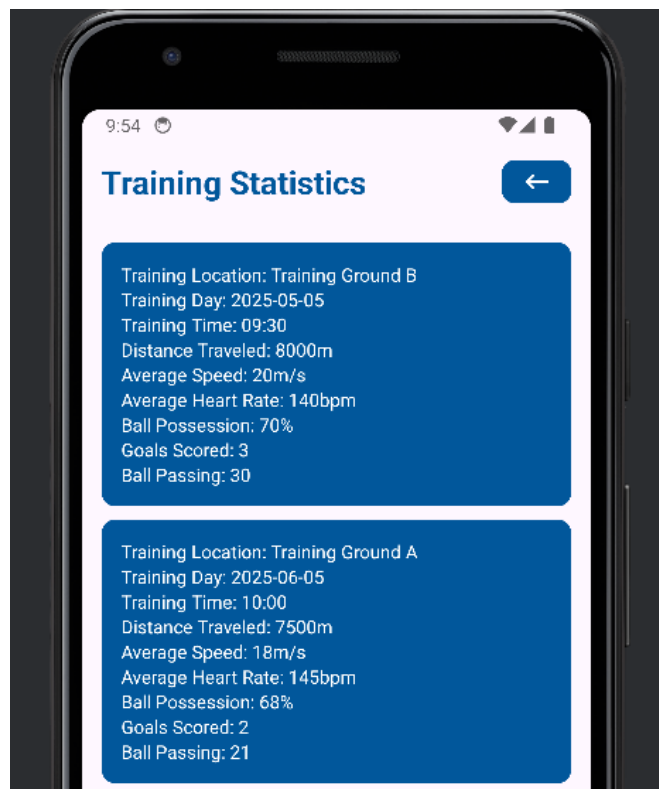 9:54
Training Statistics
Training Location: Training Ground B
Training Day: 2025-05-05
Training Time: 09:30
Distance Traveled: 8000m
Average Speed: 20m/s
Average Heart Rate: 140bpm
Ball Possession: 70%
Goals Scored: 3
Ball Passing: 30
Training Location: Training Ground A
Training Day: 2025-06-05
Training Time: 10:00
Distance Traveled: 7500m
Average Speed: 18m/s
Average Heart Rate: 145bpm
Ball Possession: 68%
Goals Scored: 2
Ball Passing: 21